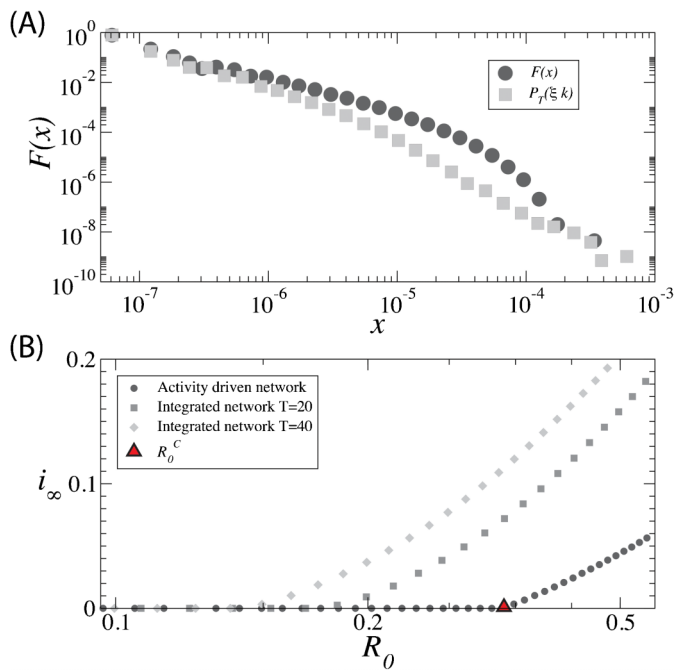 (A)
10^0
10^-2
10^-4
10^-6
10^-8
10^-10
F(x)
F(x)
P_T(ξ k)
10^-7
10^-6
10^-5
10^-4
10^-3
x
(B)
0.2
0.1
0
i_∞
Activity driven network
Integrated network T=20
Integrated network T=40
R_0^C
0.1
0.2
0.5
R_0